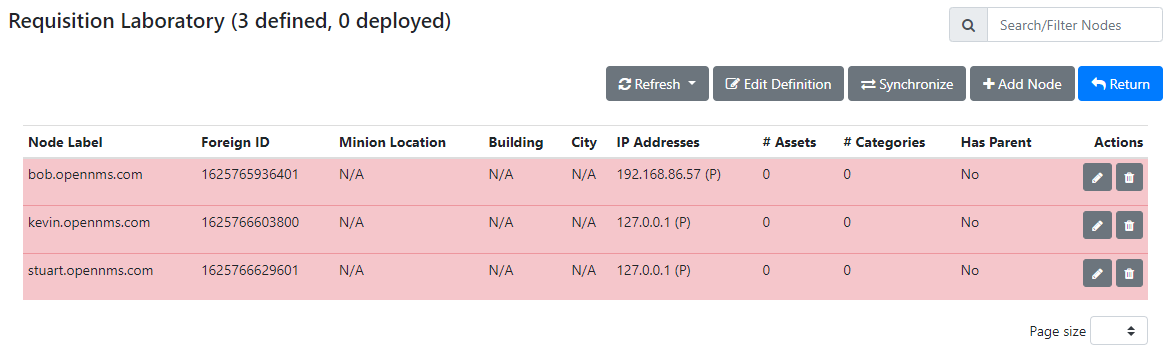 Requisition Laboratory (3 defined, 0 deployed)
Search/Filter Nodes
Refresh Edit Definition Synchronize Add Node Return
Node Label Foreign ID Minion Location Building City IP Addresses # Assets # Categories Has Parent Actions
bob.opennms.com 1625765936401 N/A N/A N/A 192.168.86.57 (P) 0 0 No
kevin.opennms.com 1625766603800 N/A N/A N/A 127.0.0.1 (P) 0 0 No
stuart.opennms.com 1625766629601 N/A N/A N/A 127.0.0.1 (P) 0 0 No
Page size